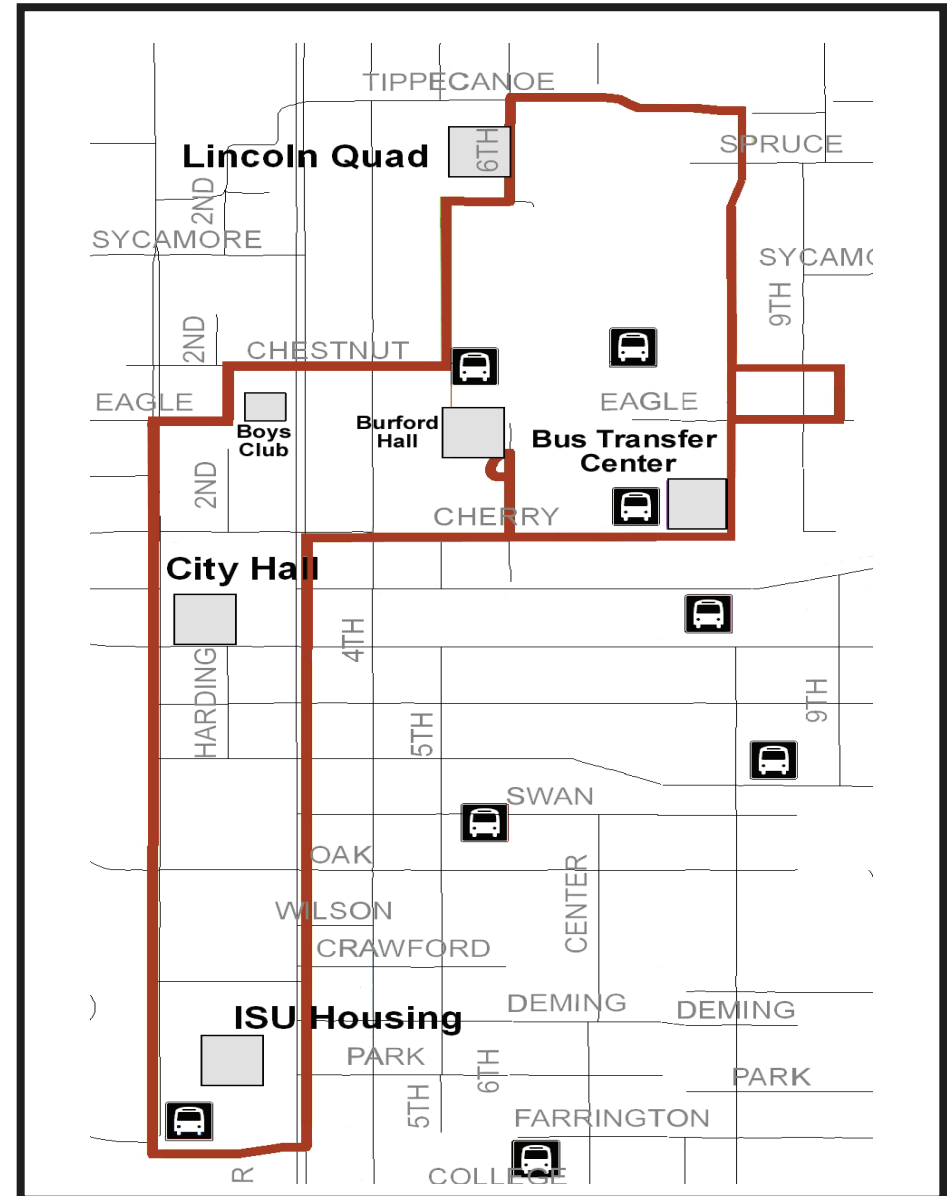 TIPPECANOE
Lincoln Quad
6TH
SPRUCE
2ND
SYCAMORE
SYCAMO
9TH
2ND
CHESTNUT
EAGLE
EAGLE
Boys
Club
Burford
Hall
Bus Transfer
Center
2ND
CHERRY
City Hall
4TH
HARDING
9TH
5TH
SWAN
OAK
CENTER
WILSON
CRAWFORD
DEMING
DEMING
ISU Housing
PARK
6TH
PARK
5TH
FARRINGTON
R
COLLEGE